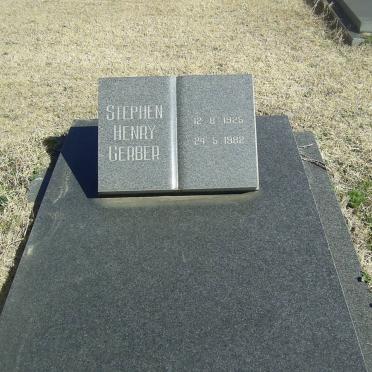 STEPHEN
HENRY
GERBER
12·8·1925
24·5·1982